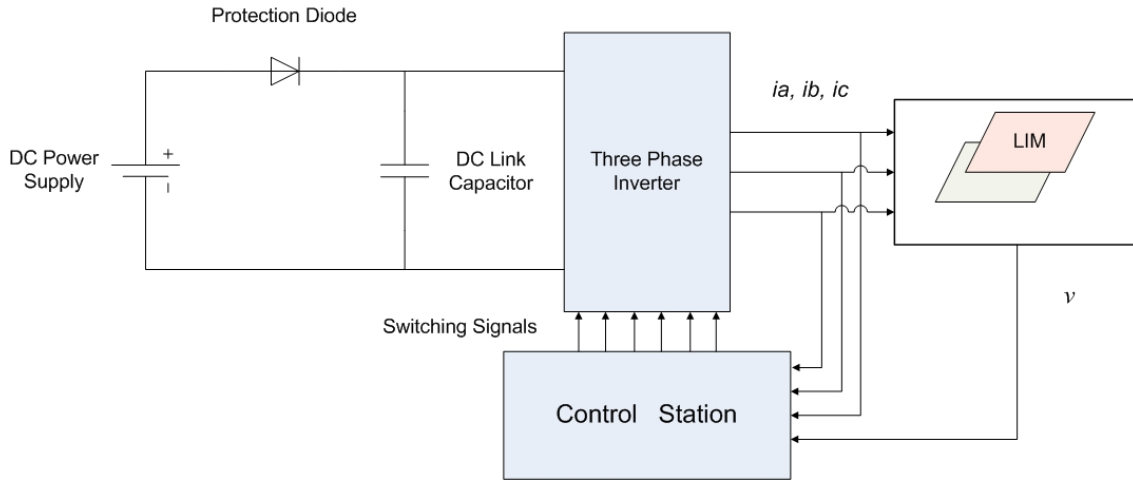 Protection Diode
ia, ib, ic
LIM
DC Power
Supply
+
DC Link
Capacitor
Three Phase
Inverter
v
Switching Signals
Control Station